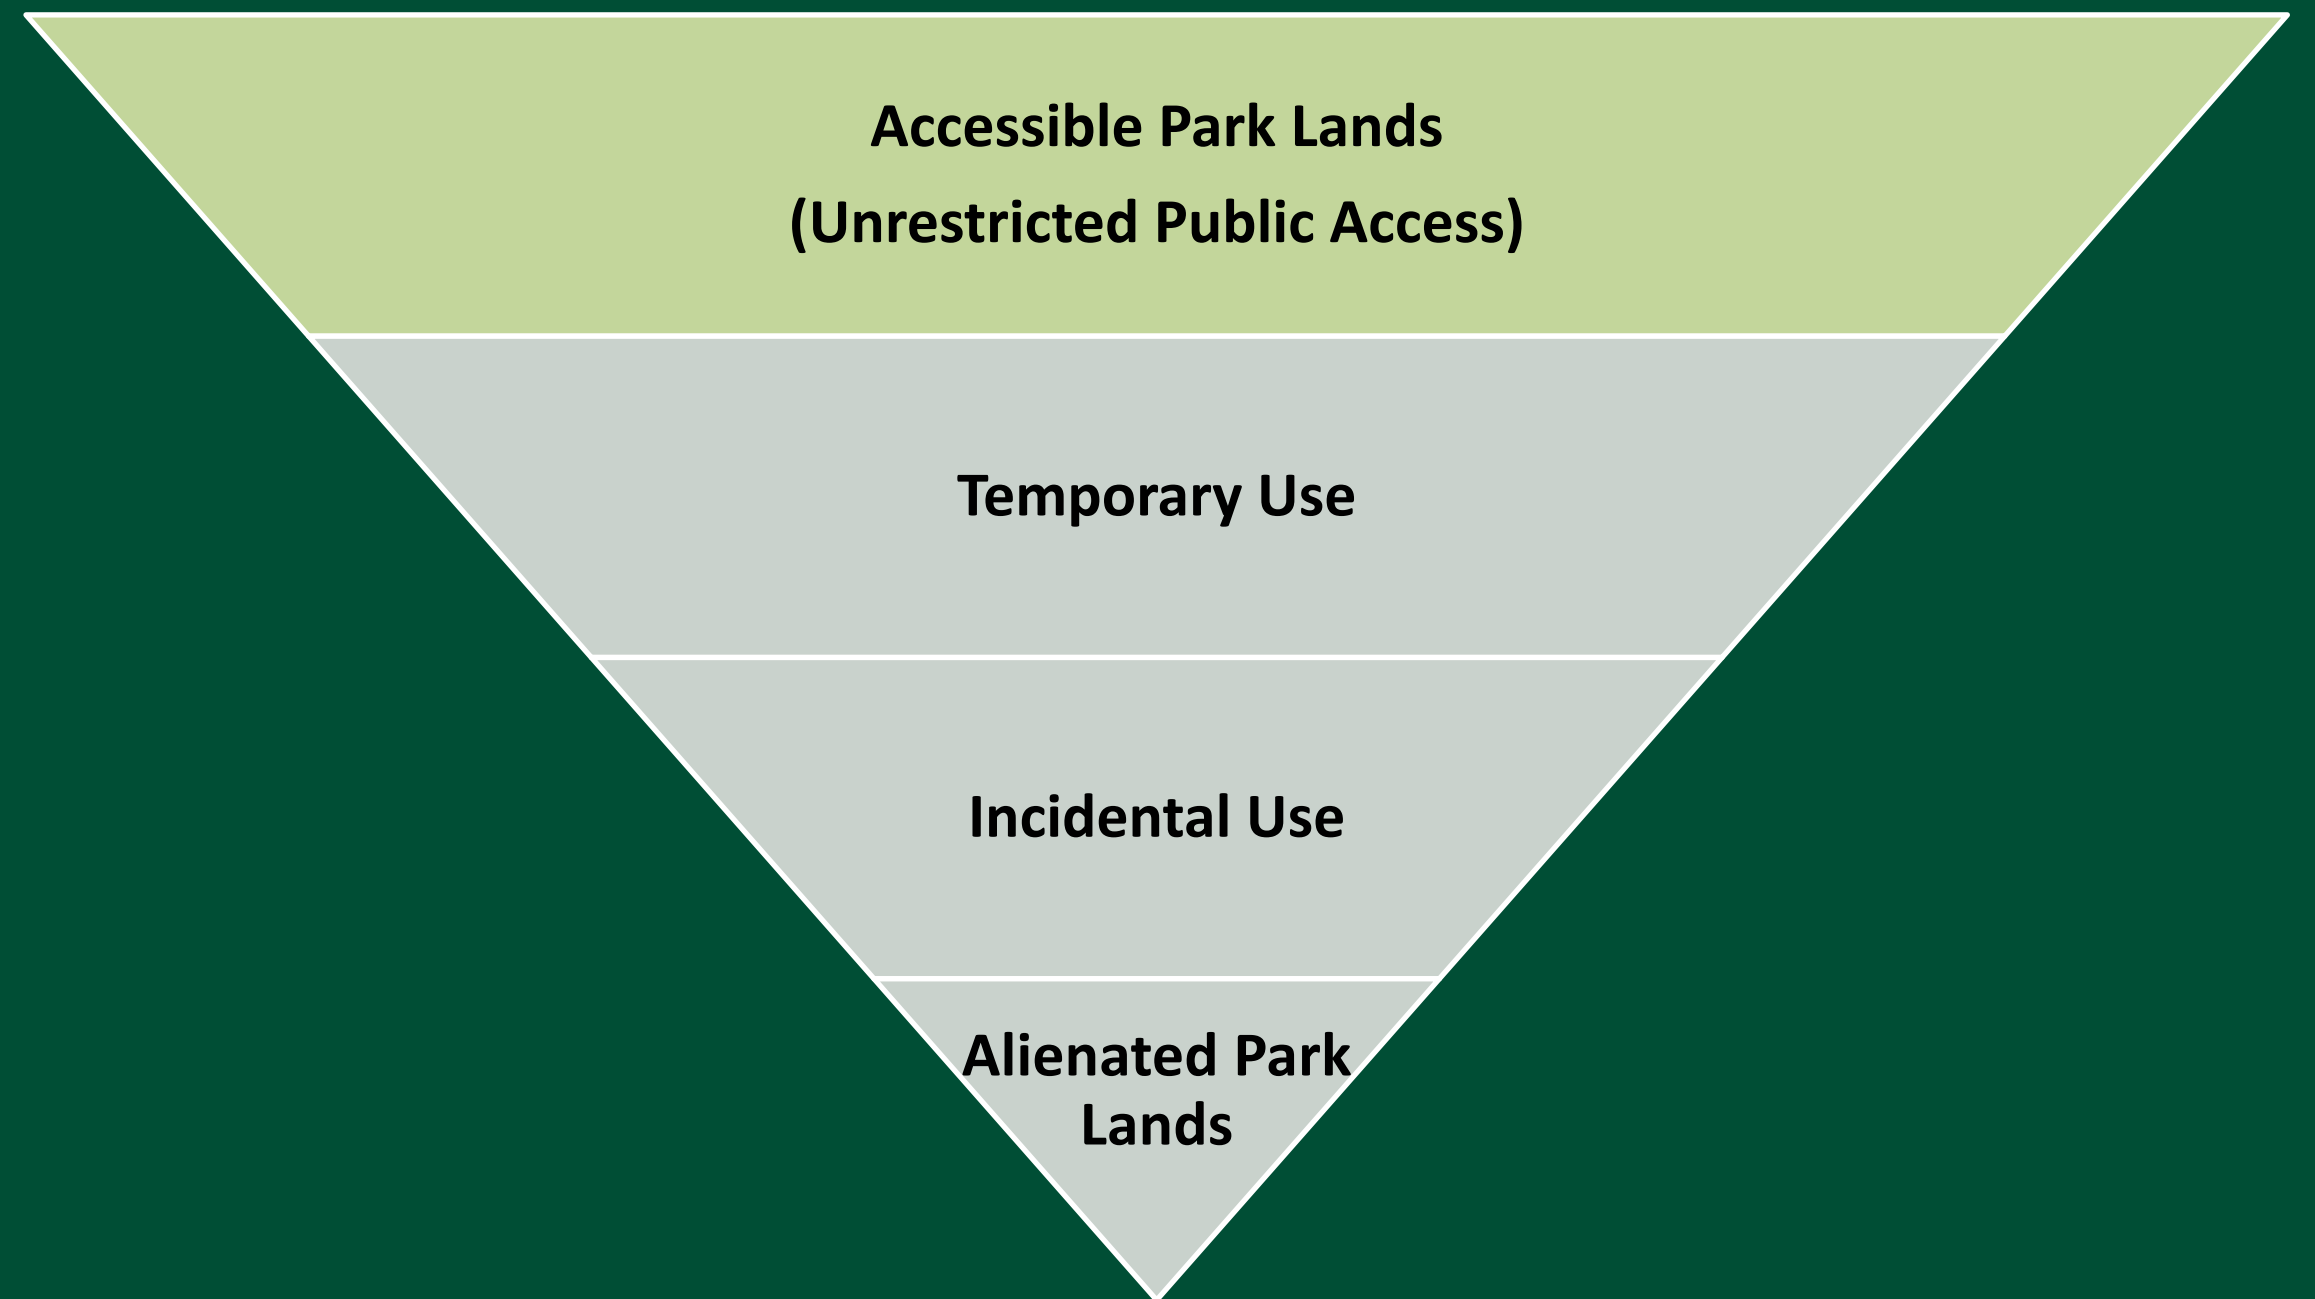 Accessible Park Lands
(Unrestricted Public Access)
Temporary Use
Incidental Use
Alienated Park
Lands